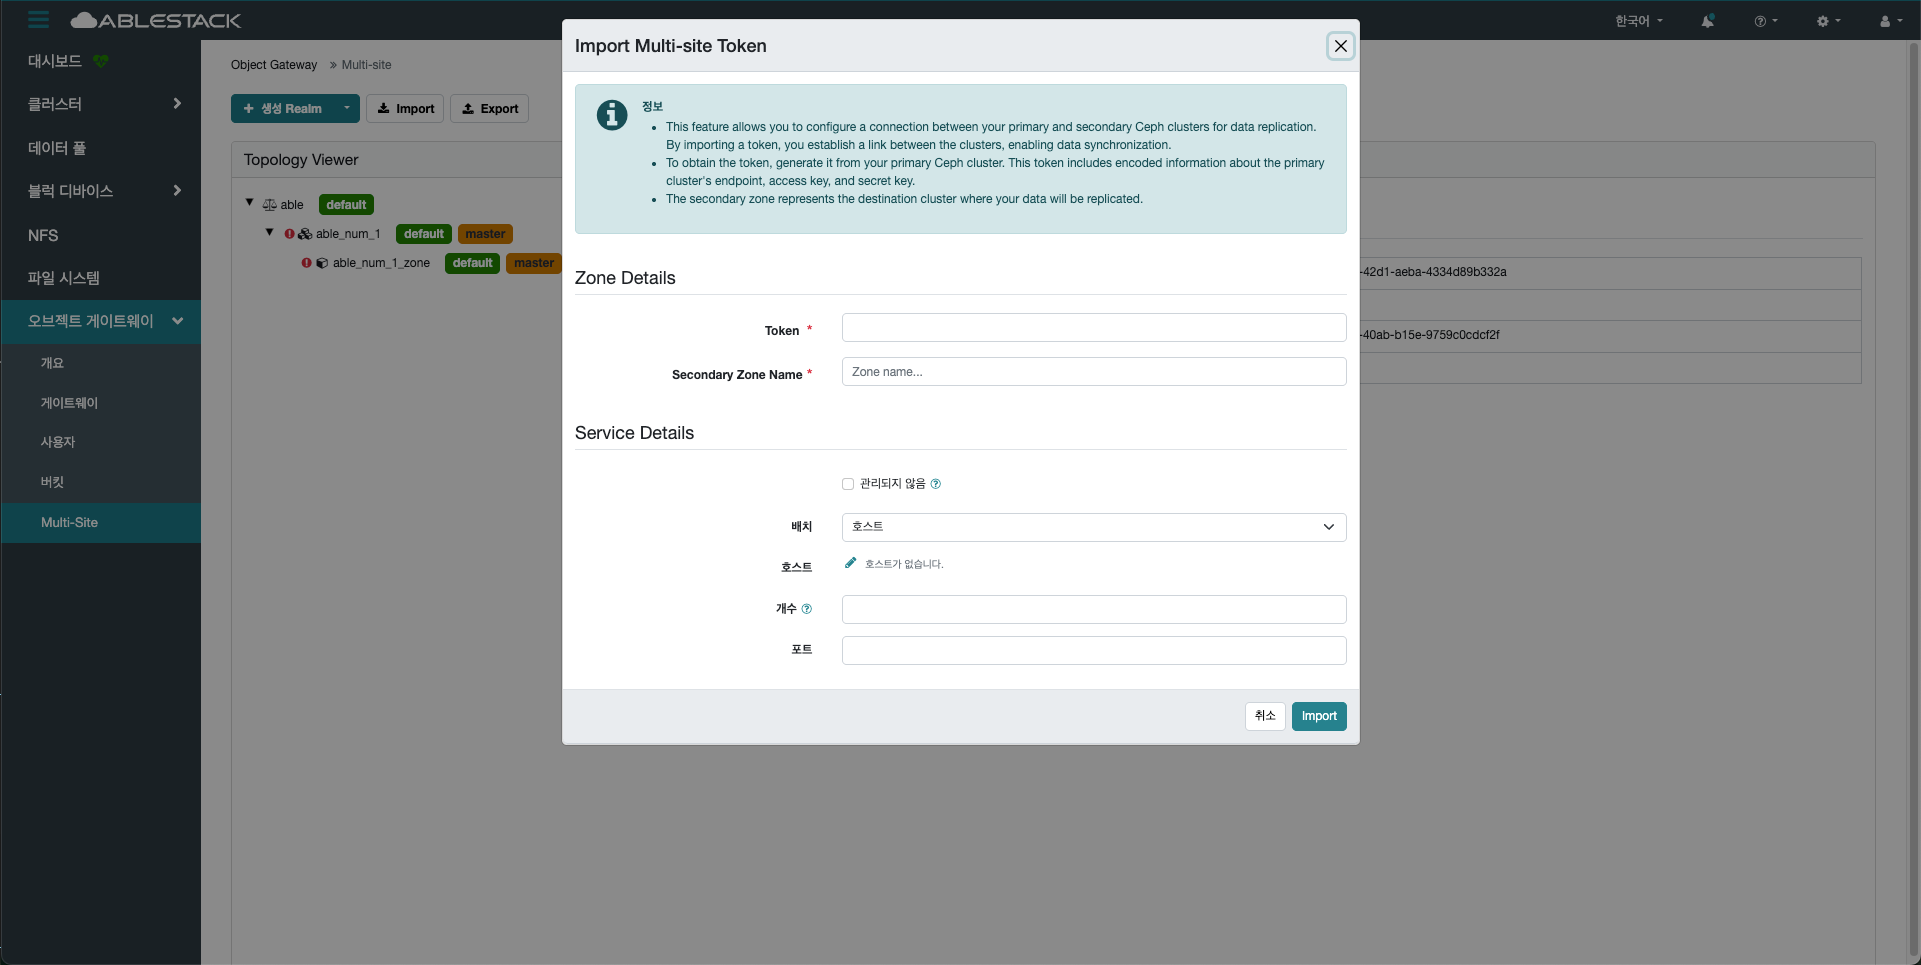 ABLESTACK
한국어
대시보드
클러스터
데이터 풀
블럭 디바이스
NFS
파일 시스템
오브젝트 게이트웨이
개요
게이트웨이
사용자
버킷
Multi-Site
Object Gateway » Multi-site
생성 Realm
Import
Export
Topology Viewer
able default
able_num_1 default master
able_num_1_zone default master
-42d1-aeba-4334d89b332a
-40ab-b15e-9759c0cdcf2f
Import Multi-site Token
정보
• This feature allows you to configure a connection between your primary and secondary Ceph clusters for data replication.
By importing a token, you establish a link between the clusters, enabling data synchronization.
• To obtain the token, generate it from your primary Ceph cluster. This token includes encoded information about the primary
cluster's endpoint, access key, and secret key.
• The secondary zone represents the destination cluster where your data will be replicated.
Zone Details
Token *
Secondary Zone Name * Zone name...
Service Details
관리되지 않음
배치 호스트
호스트 호스트가 없습니다.
개수
포트
취소 Import